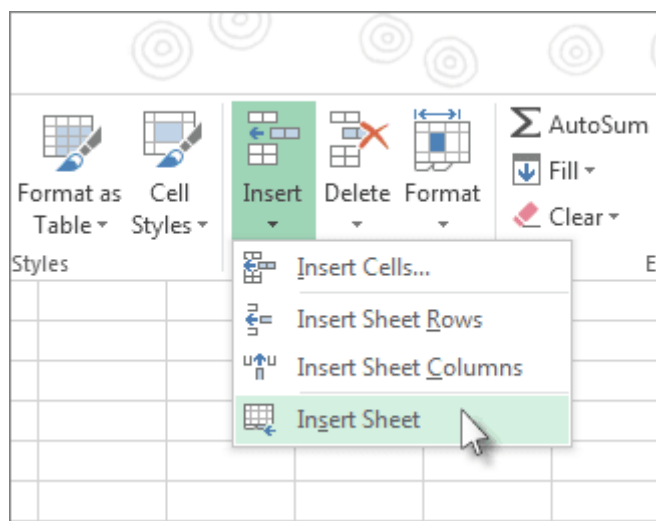 Format as
Table
Cell
Styles
Insert
Delete
Format
AutoSum
Fill
Clear
Styles
E
Insert Cells...
Insert Sheet Rows
Insert Sheet Columns
Insert Sheet